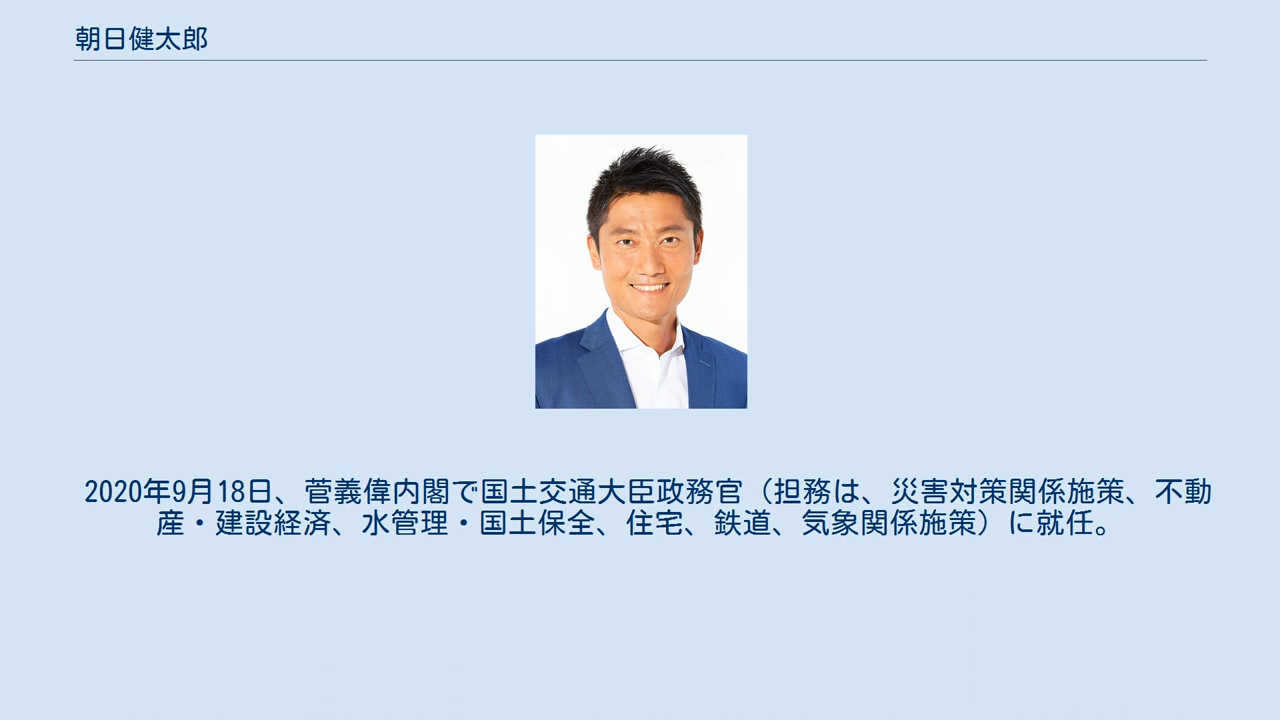 朝日健太郎
2020年9月18日、菅義偉内閣で国土交通大臣政務官（担務は、災害対策関係施策、不動
産・建設経済、水管理・国土保全、住宅、鉄道、気象関係施策）に就任。